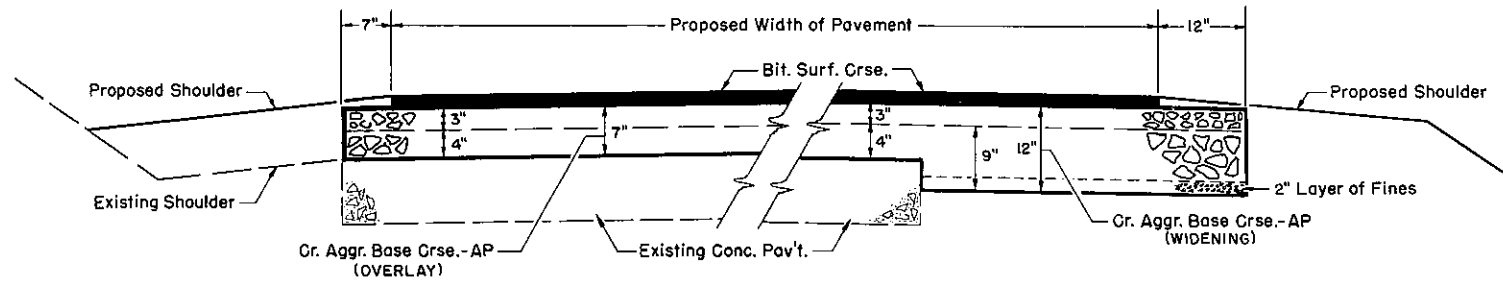 7"
Proposed Width of Pavement
12"
Bit. Surf. Crse.
Proposed Shoulder
Proposed Shoulder
3"
4"
7"
3"
4"
9"
12"
2" Layer of Fines
Existing Shoulder
Cr. Aggr. Base Crse.-AP
(OVERLAY)
Existing Conc. Pav't.
Cr. Aggr. Base Crse.-AP
(WIDENING)